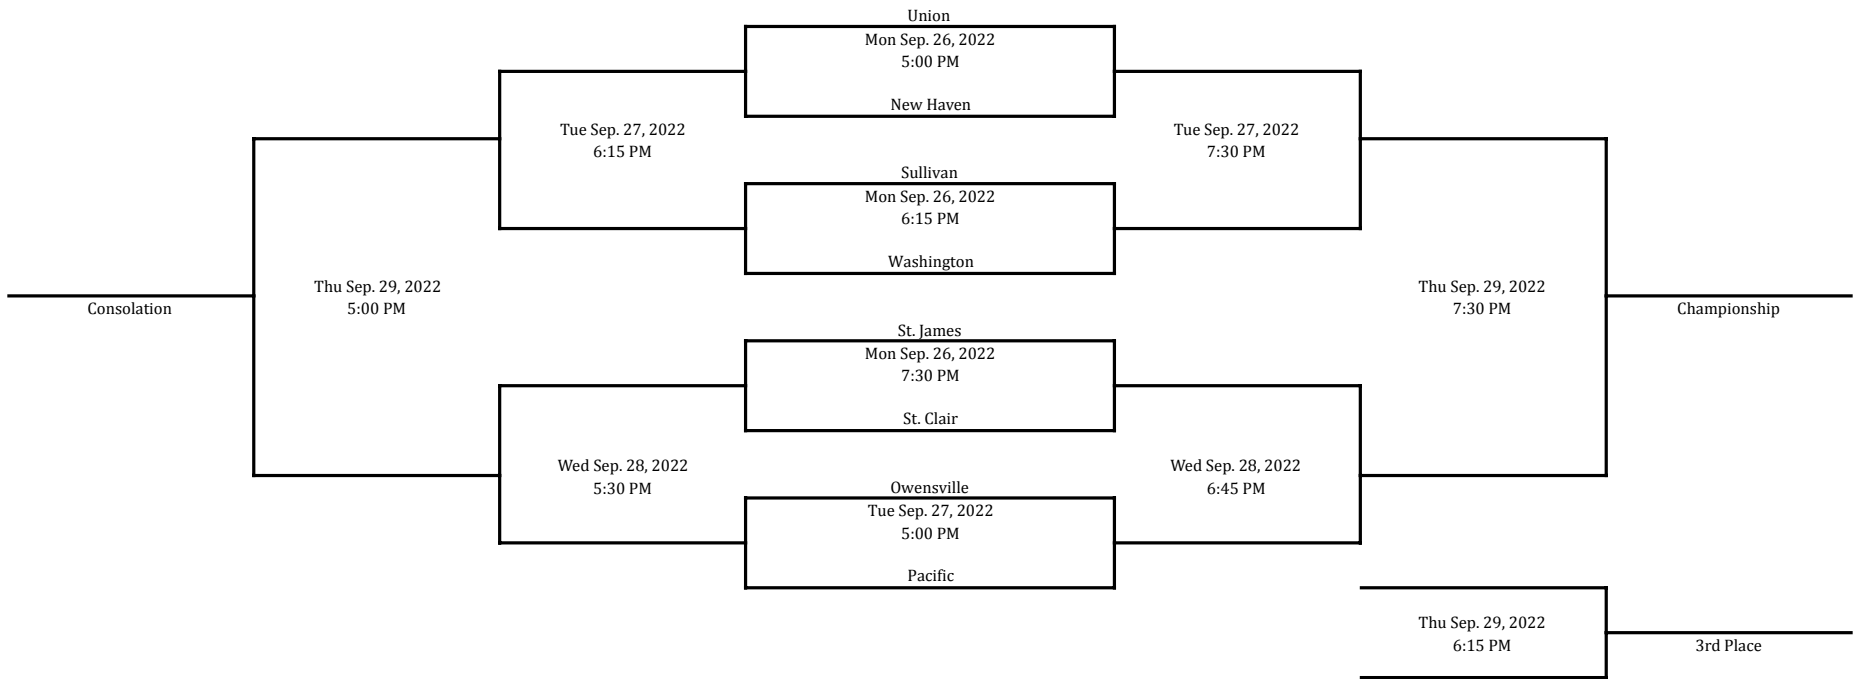 Union
Mon Sep. 26, 2022
5:00 PM
New Haven
Tue Sep. 27, 2022
6:15 PM
Tue Sep. 27, 2022
7:30 PM
Sullivan
Mon Sep. 26, 2022
6:15 PM
Washington
Thu Sep. 29, 2022
5:00 PM
Consolation
Thu Sep. 29, 2022
7:30 PM
Championship
St. James
Mon Sep. 26, 2022
7:30 PM
St. Clair
Wed Sep. 28, 2022
5:30 PM
Wed Sep. 28, 2022
6:45 PM
Owensville
Tue Sep. 27, 2022
5:00 PM
Pacific
Thu Sep. 29, 2022
6:15 PM
3rd Place